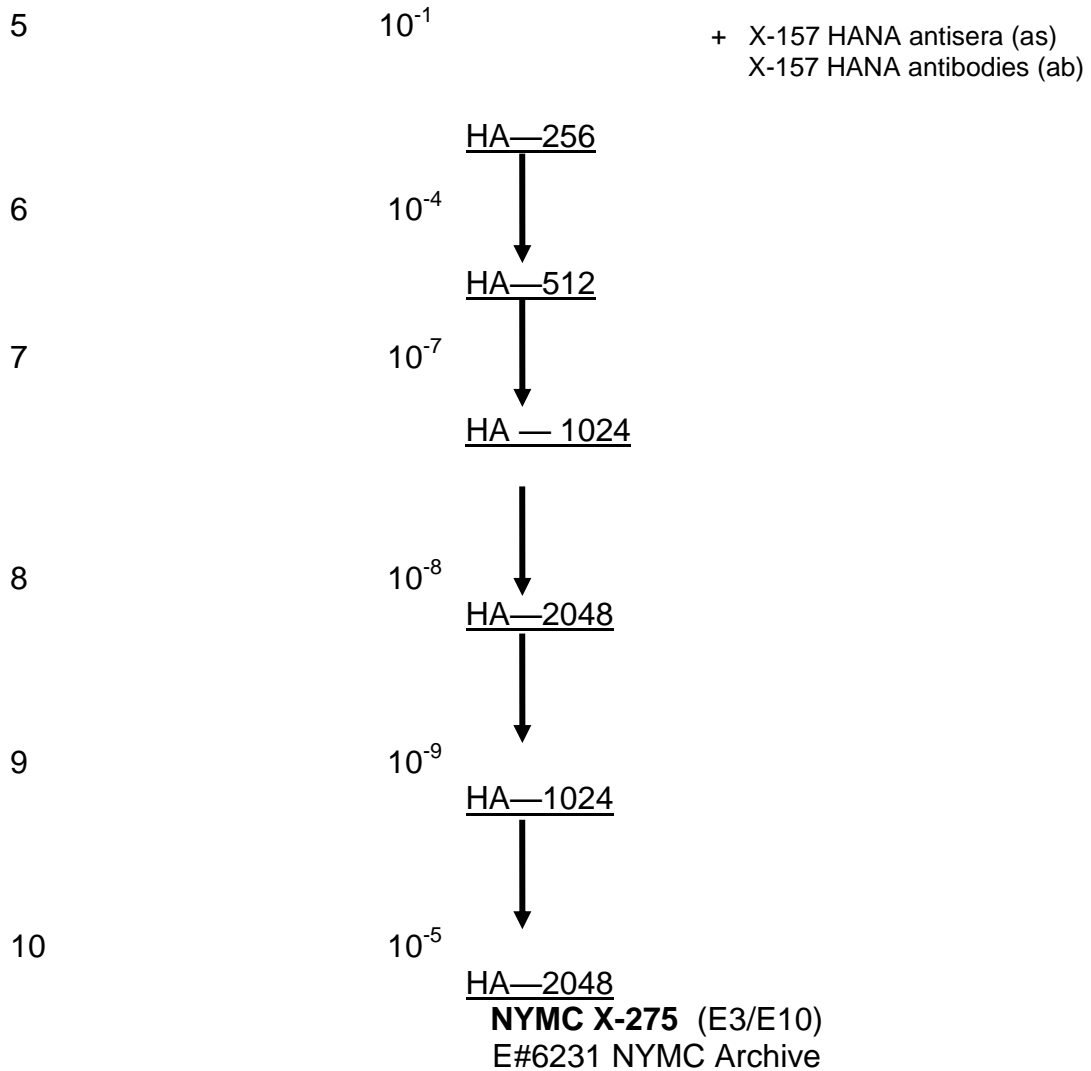 5 10⁻¹ + X-157 HANA antisera (as)
X-157 HANA antibodies (ab)
HA—256
6 10⁻⁴
HA—512
7 10⁻⁷
HA — 1024
8 10⁻⁸
HA—2048
9 10⁻⁹
HA—1024
10 10⁻⁵
HA—2048
NYMC X-275 (E3/E10)
E#6231 NYMC Archive